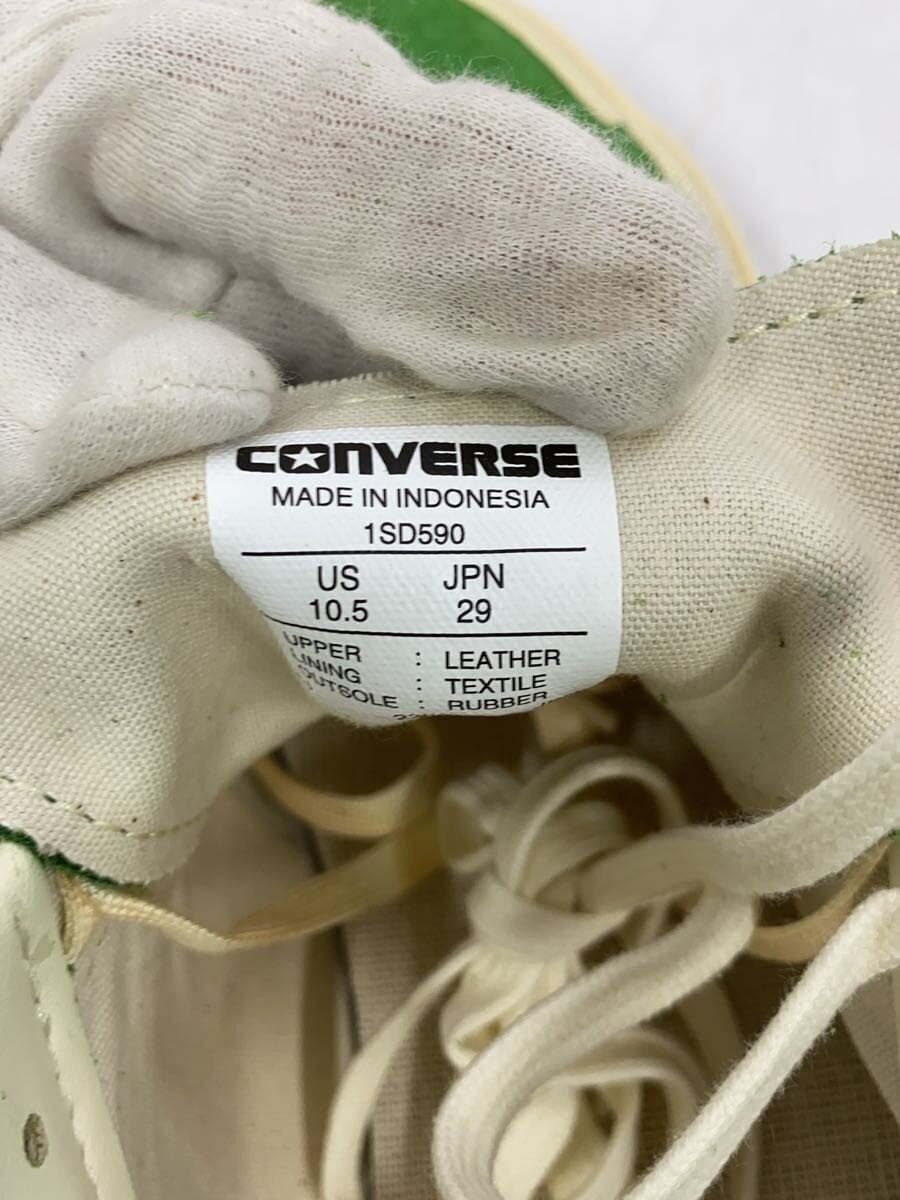 CONVERSE
MADE IN INDONESIA
1SD590
US JPN
10.5 29
UPPER : LEATHER
LINING : TEXTILE
OUTSOLE : RUBBER